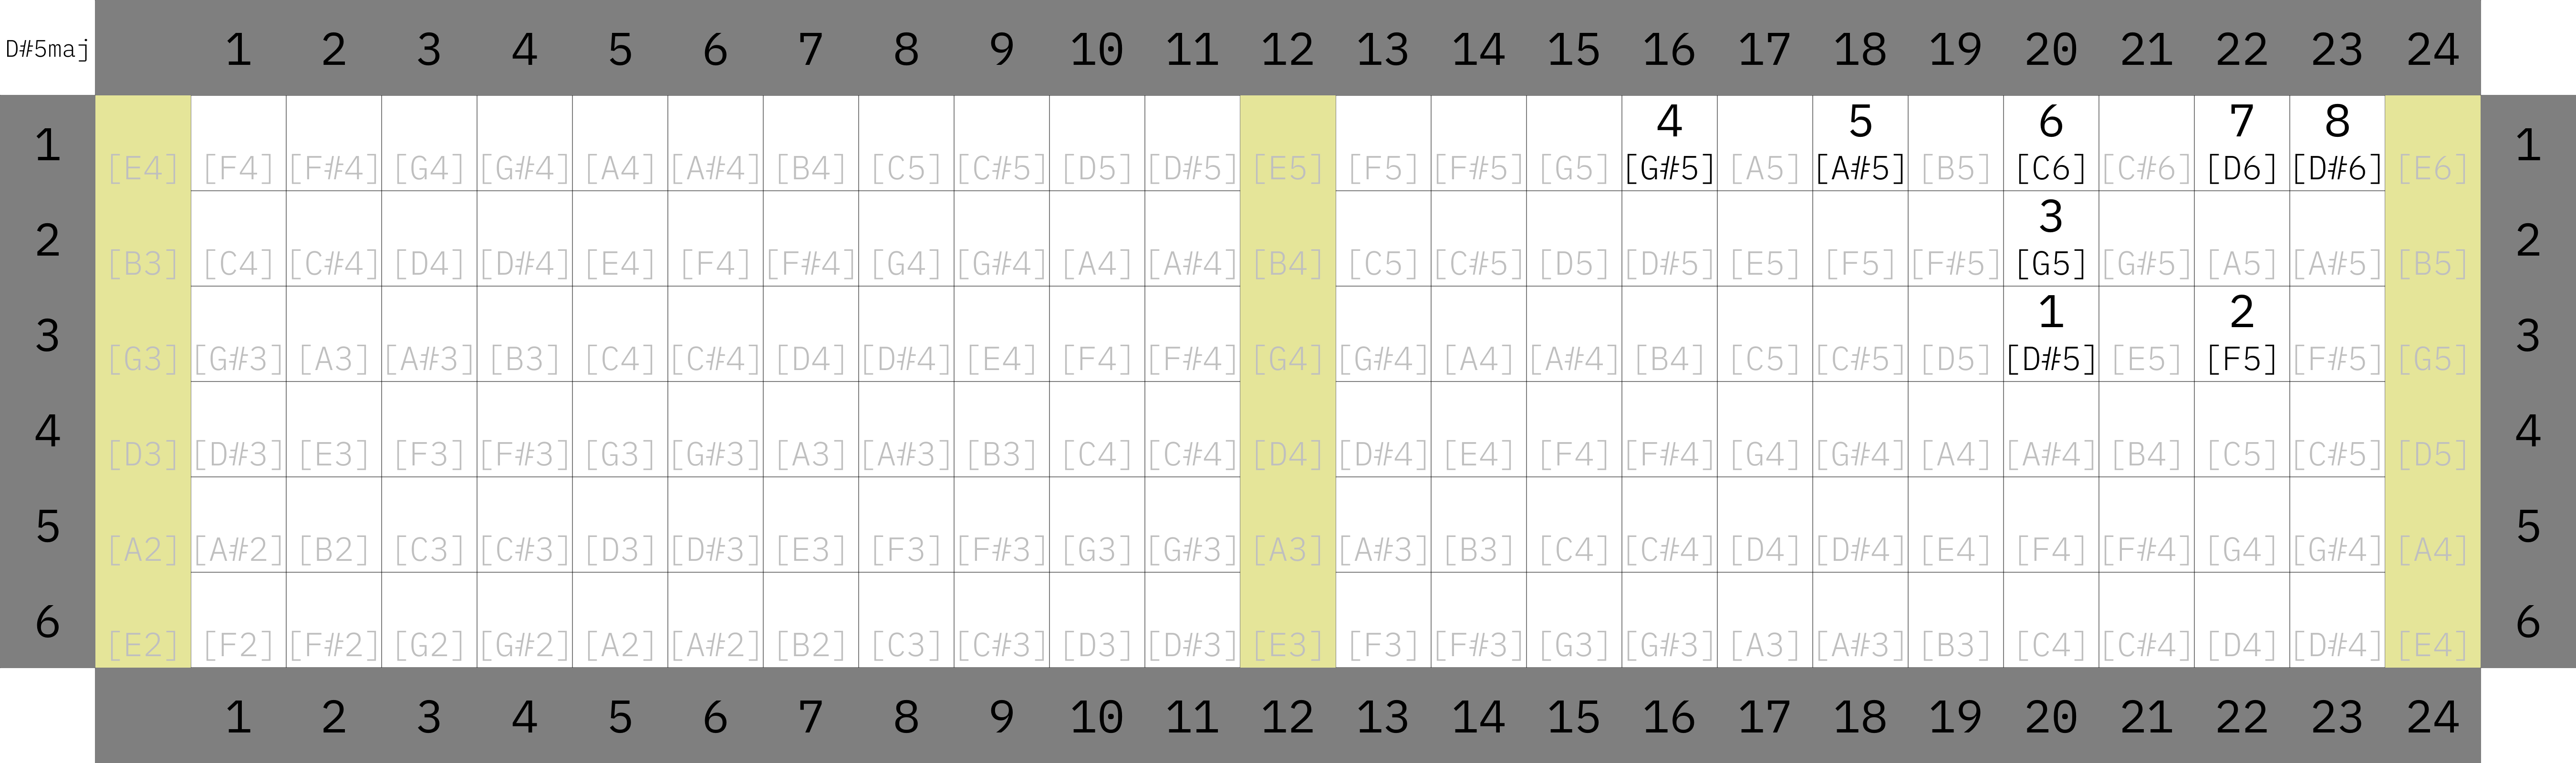 D#5maj 1 2 3 4 5 6 7 8 9 10 11 12 13 14 15 16 17 18 19 20 21 22 23 24
4 5 6 7 8
1 [E4] [F4] [F#4] [G4] [G#4] [A4] [A#4] [B4] [C5] [C#5] [D5] [D#5] [E5] [F5] [F#5] [G5] [G#5] [A5] [A#5] [B5] [C6] [C#6] [D6] [D#6] [E6] 1
3
2 [B3] [C4] [C#4] [D4] [D#4] [E4] [F4] [F#4] [G4] [G#4] [A4] [A#4] [B4] [C5] [C#5] [D5] [D#5] [E5] [F5] [F#5] [G5] [G#5] [A5] [A#5] [B5] 2
1 2
3 [G3] [G#3] [A3] [A#3] [B3] [C4] [C#4] [D4] [D#4] [E4] [F4] [F#4] [G4] [G#4] [A4] [A#4] [B4] [C5] [C#5] [D5] [D#5] [E5] [F5] [F#5] [G5] 3
4 [D3] [D#3] [E3] [F3] [F#3] [G3] [G#3] [A3] [A#3] [B3] [C4] [C#4] [D4] [D#4] [E4] [F4] [F#4] [G4] [G#4] [A4] [A#4] [B4] [C5] [C#5] [D5] 4
5 [A2] [A#2] [B2] [C3] [C#3] [D3] [D#3] [E3] [F3] [F#3] [G3] [G#3] [A3] [A#3] [B3] [C4] [C#4] [D4] [D#4] [E4] [F4] [F#4] [G4] [G#4] [A4] 5
6 [E2] [F2] [F#2] [G2] [G#2] [A2] [A#2] [B2] [C3] [C#3] [D3] [D#3] [E3] [F3] [F#3] [G3] [G#3] [A3] [A#3] [B3] [C4] [C#4] [D4] [D#4] [E4] 6
1 2 3 4 5 6 7 8 9 10 11 12 13 14 15 16 17 18 19 20 21 22 23 24